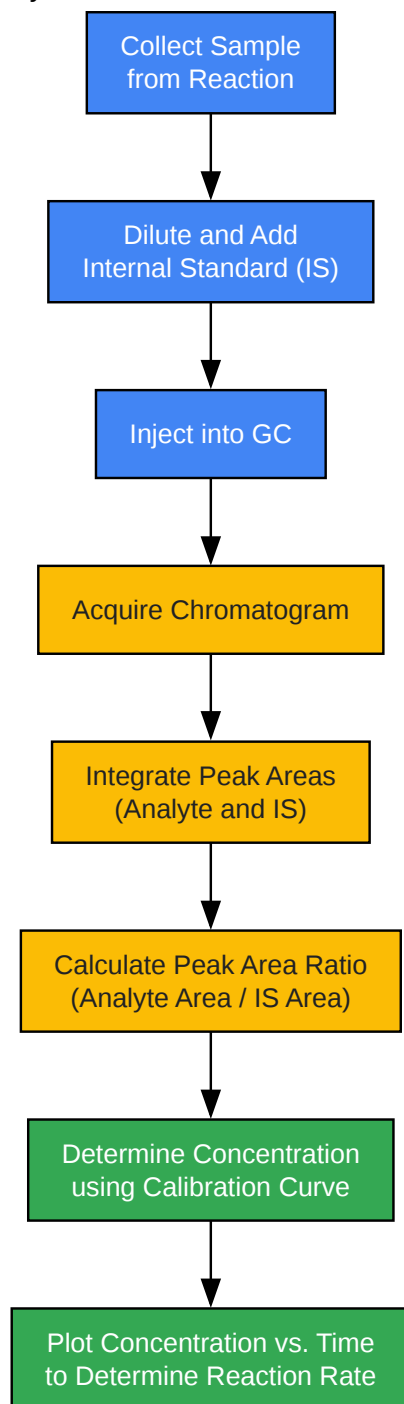 Collect Sample
from Reaction
Dilute and Add
Internal Standard (IS)
Inject into GC
Acquire Chromatogram
Integrate Peak Areas
(Analyte and IS)
Calculate Peak Area Ratio
(Analyte Area / IS Area)
Determine Concentration
using Calibration Curve
Plot Concentration vs. Time
to Determine Reaction Rate